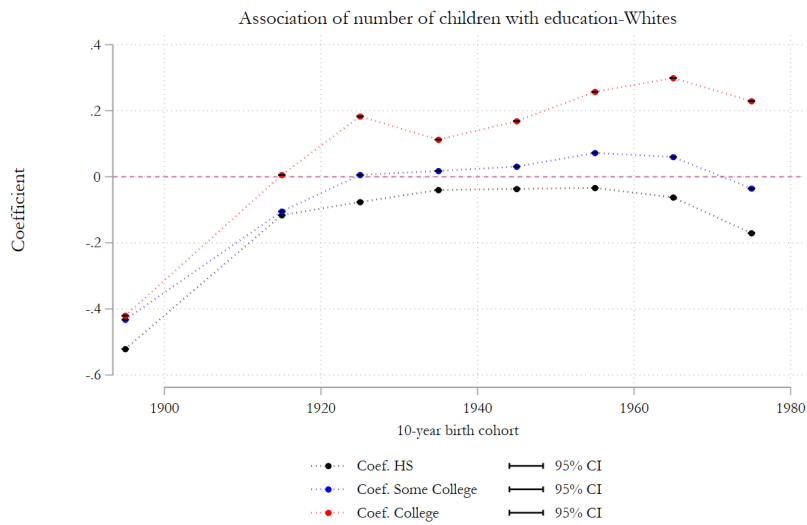 Association of number of children with education-Whites
Coefficient
.4
.2
0
-.2
-.4
-.6
1900 1920 1940 1960 1980
10-year birth cohort
Coef. HS 95% CI
Coef. Some College 95% CI
Coef. College 95% CI